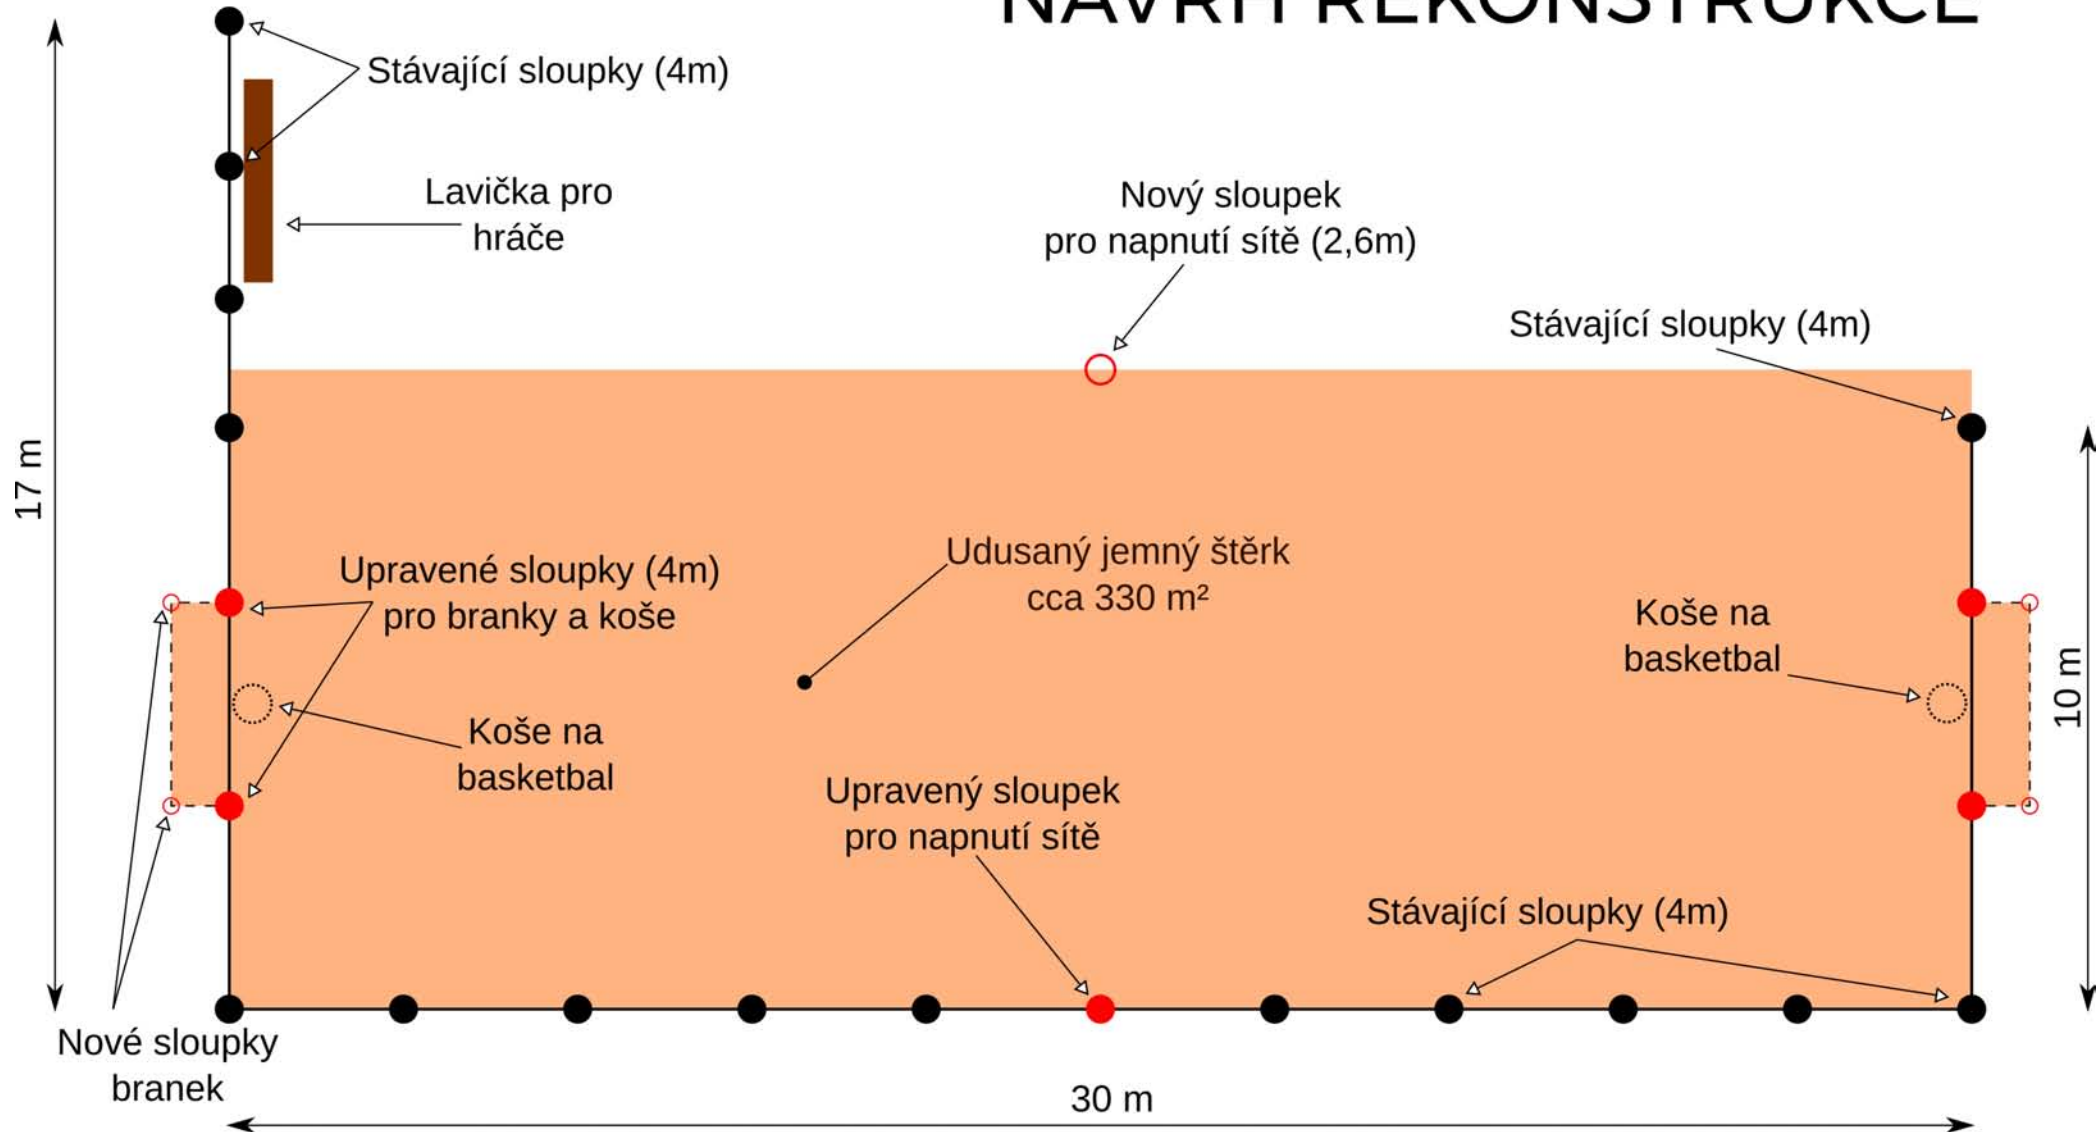 NÁVRH REKONSTRUKCE
Stávající sloupky (4m)
Lavička pro
hráče
Nový sloupek
pro napnutí sítě (2,6m)
Stávající sloupky (4m)
17 m
Upravené sloupky (4m)
pro branky a koše
Udusaný jemný štěrk
cca 330 m²
Koše na
basketbal
10 m
Koše na
basketbal
Upravený sloupek
pro napnutí sítě
Stávající sloupky (4m)
Nové sloupky
branek
30 m